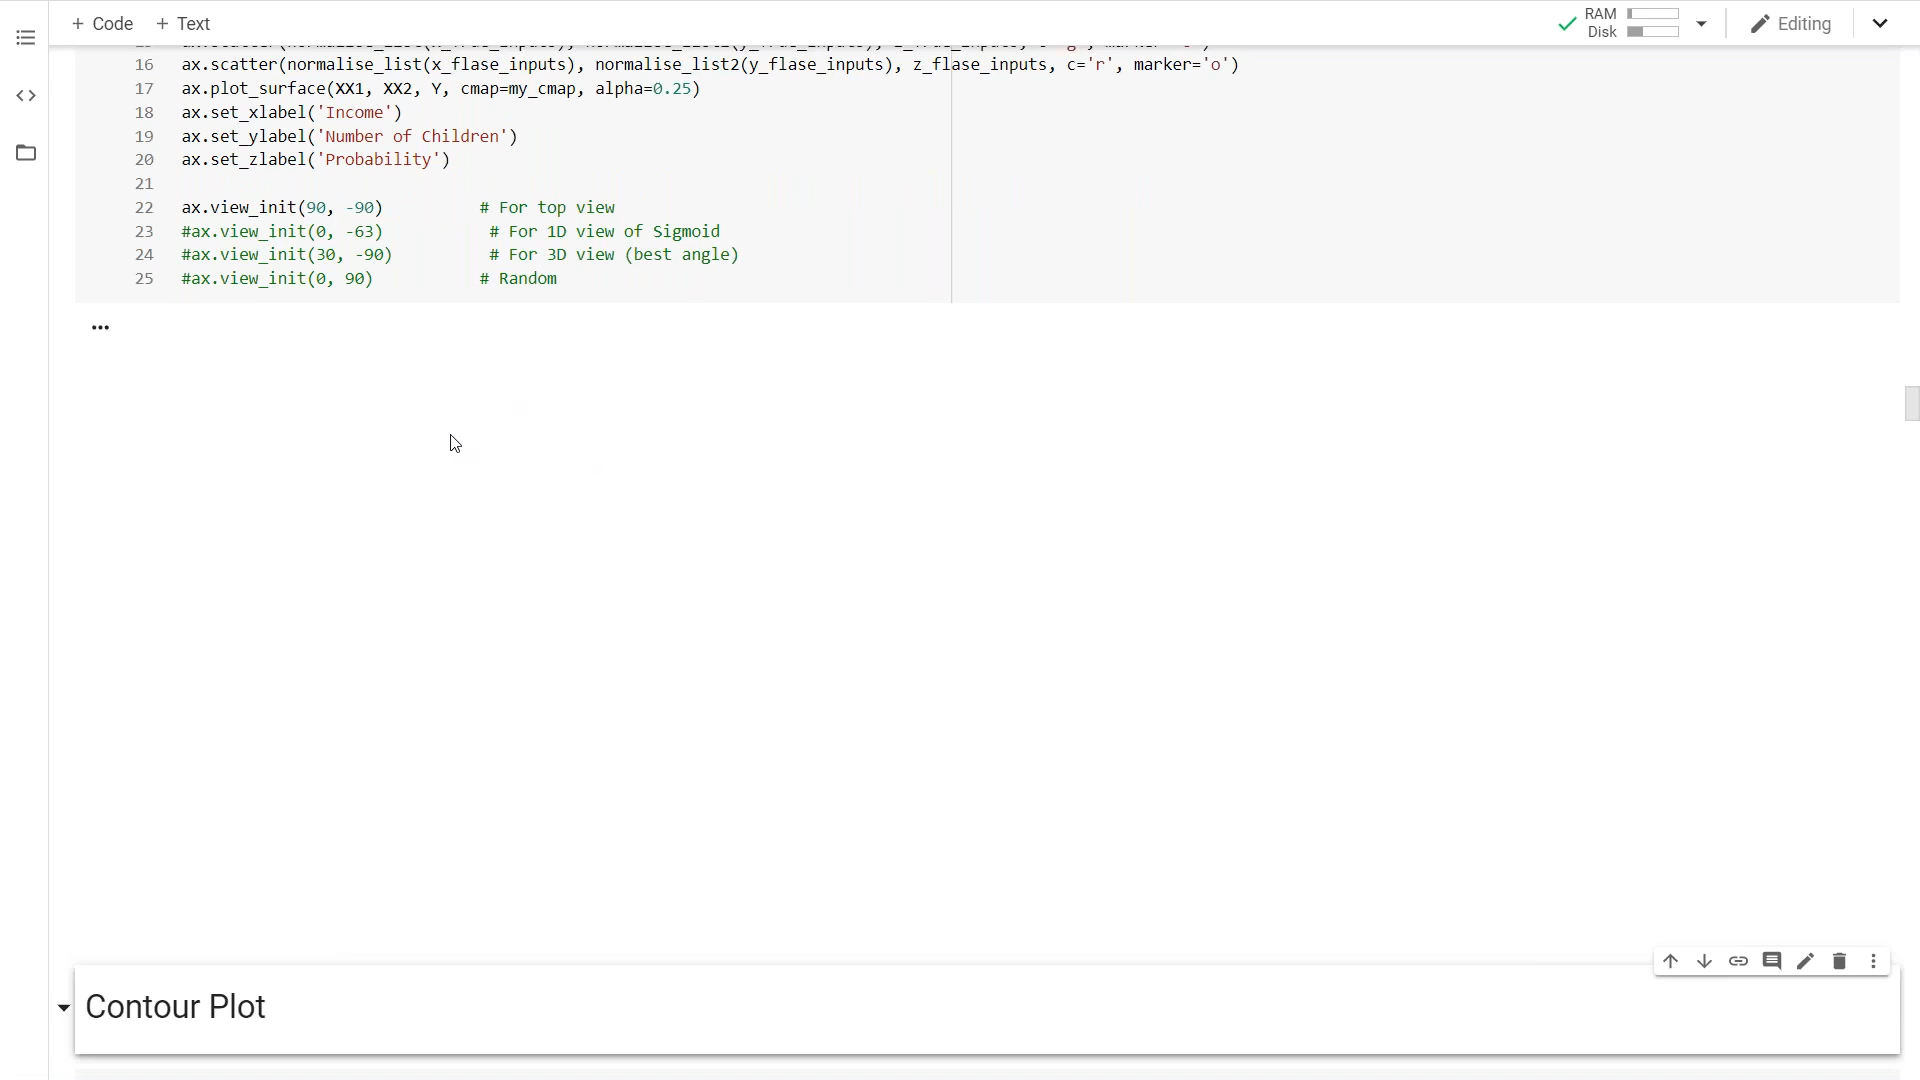 + Code + Text
RAM
Disk
Editing
16 ax.scatter(normalise_list(x_flase_inputs), normalise_list2(y_flase_inputs), z_flase_inputs, c='r', marker='o')
17 ax.plot_surface(XX1, XX2, Y, cmap=my_cmap, alpha=0.25)
18 ax.set_xlabel('Income')
19 ax.set_ylabel('Number of Children')
20 ax.set_zlabel('Probability')
21
22 ax.view_init(90, -90) # For top view
23 #ax.view_init(0, -63) # For 1D view of Sigmoid
24 #ax.view_init(30, -90) # For 3D view (best angle)
25 #ax.view_init(0, 90) # Random
Contour Plot